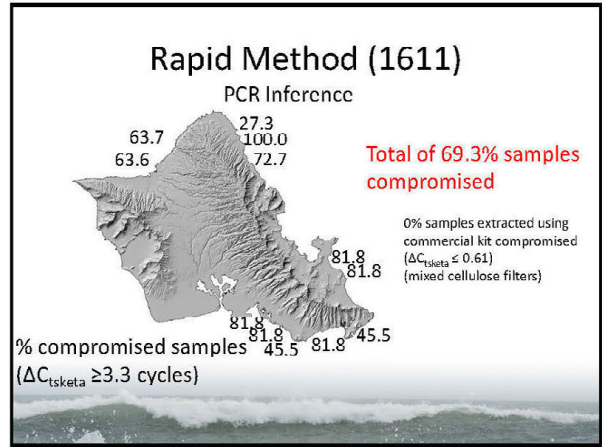 Rapid Method (1611)
PCR Inference
27.3
63.7
100.0
63.6
72.7
Total of 69.3% samples
compromised
0% samples extracted using
commercial kit compromised
(ΔCtsketa ≤ 0.61)
(mixed cellulose filters)
81.8
81.8
81.8
81.8
45.5
81.8
45.5
% compromised samples
(ΔCtsketa ≥3.3 cycles)